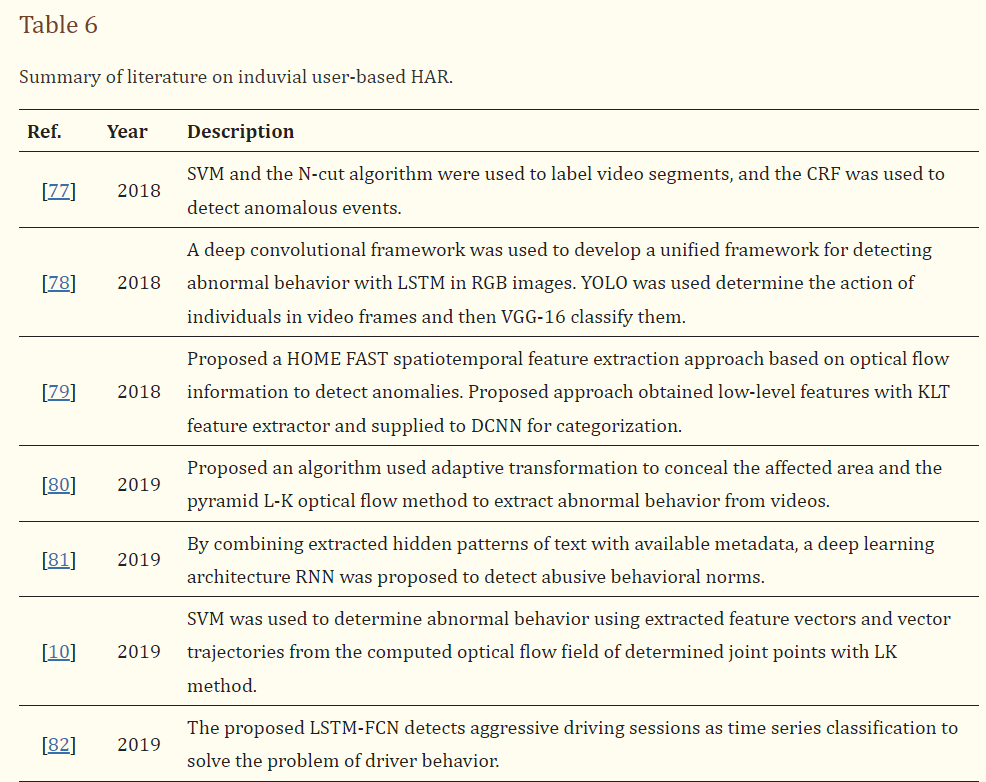 Table 6
Summary of literature on induvial user-based HAR.
Ref. Year Description
[77] 2018 SVM and the N-cut algorithm were used to label video segments, and the CRF was used to
detect anomalous events.
[78] 2018 A deep convolutional framework was used to develop a unified framework for detecting
abnormal behavior with LSTM in RGB images. YOLO was used determine the action of
individuals in video frames and then VGG-16 classify them.
[79] 2018 Proposed a HOME FAST spatiotemporal feature extraction approach based on optical flow
information to detect anomalies. Proposed approach obtained low-level features with KLT
feature extractor and supplied to DCNN for categorization.
[80] 2019 Proposed an algorithm used adaptive transformation to conceal the affected area and the
pyramid L-K optical flow method to extract abnormal behavior from videos.
[81] 2019 By combining extracted hidden patterns of text with available metadata, a deep learning
architecture RNN was proposed to detect abusive behavioral norms.
[10] 2019 SVM was used to determine abnormal behavior using extracted feature vectors and vector
trajectories from the computed optical flow field of determined joint points with LK
method.
[82] 2019 The proposed LSTM-FCN detects aggressive driving sessions as time series classification to
solve the problem of driver behavior.